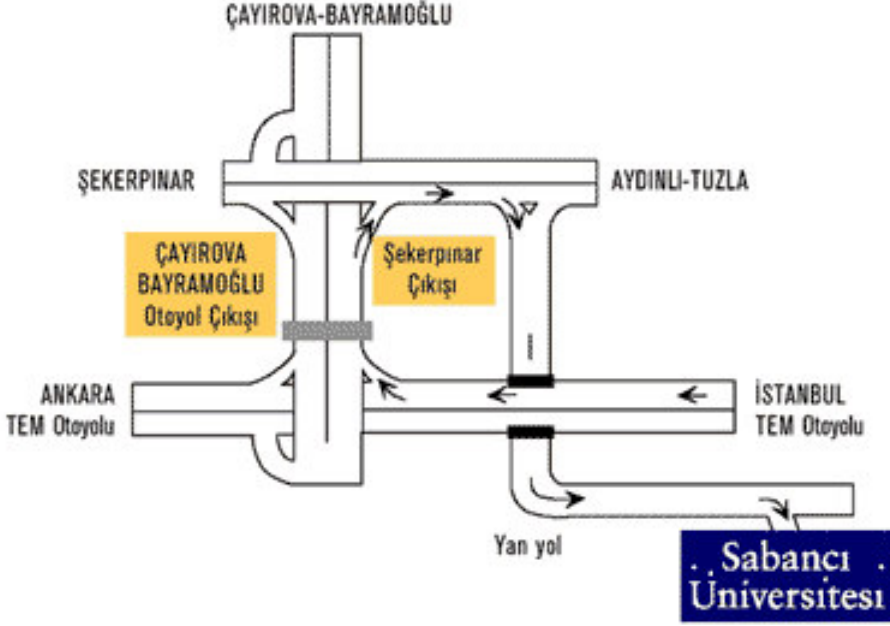 ÇAYIROVA-BAYRAMOĞLU
ŞEKERPINAR
AYDINLI-TUZLA
ÇAYIROVA
BAYRAMOĞLU
Otoyol Çıkışı
Şekerpınar
Çıkışı
ANKARA
TEM Otoyolu
İSTANBUL
TEM Otoyolu
Yan yol
. Sabancı .
Üniversitesi